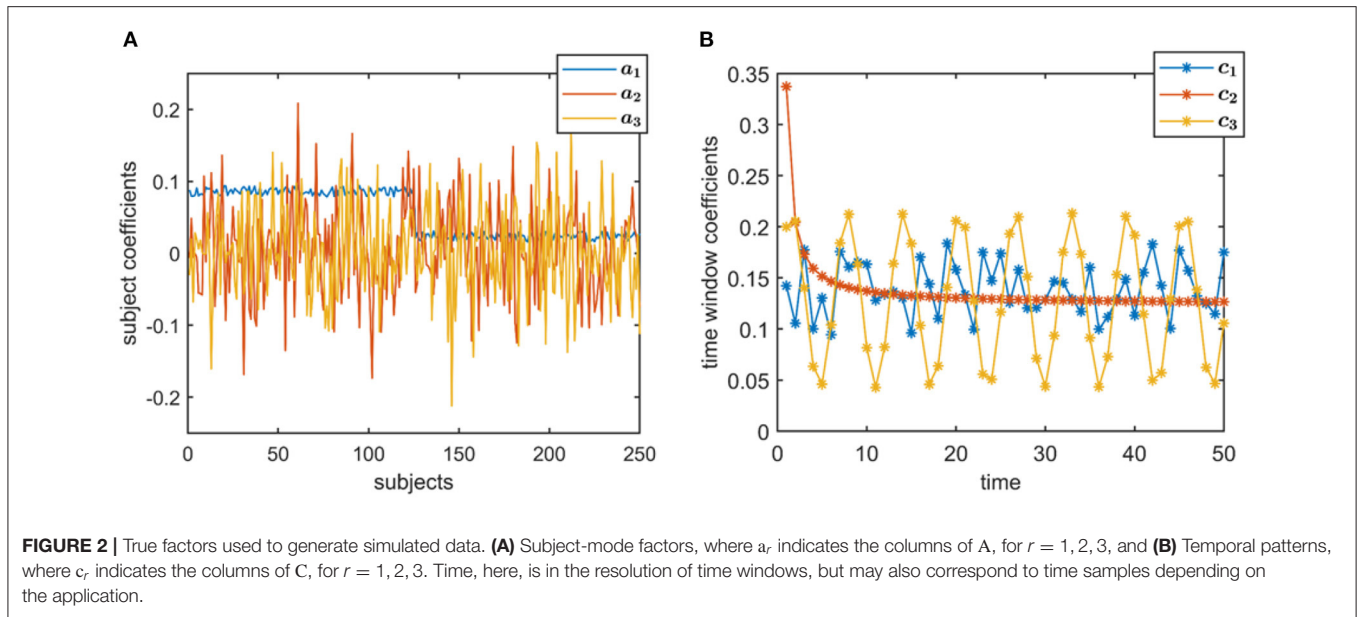 A
a₁
a₂
a₃
0.2
0.1
0
-0.1
-0.2
subject coefficients
0
50
100
150
200
250
subjects
B
c₁
c₂
c₃
0.35
0.3
0.25
0.2
0.15
0.1
0.05
0
time window coefficients
0
10
20
30
40
50
time
FIGURE 2 | True factors used to generate simulated data. (A) Subject-mode factors, where aᵣ indicates the columns of A, for r = 1, 2, 3, and (B) Temporal patterns,
where cᵣ indicates the columns of C, for r = 1, 2, 3. Time, here, is in the resolution of time windows, but may also correspond to time samples depending on
the application.